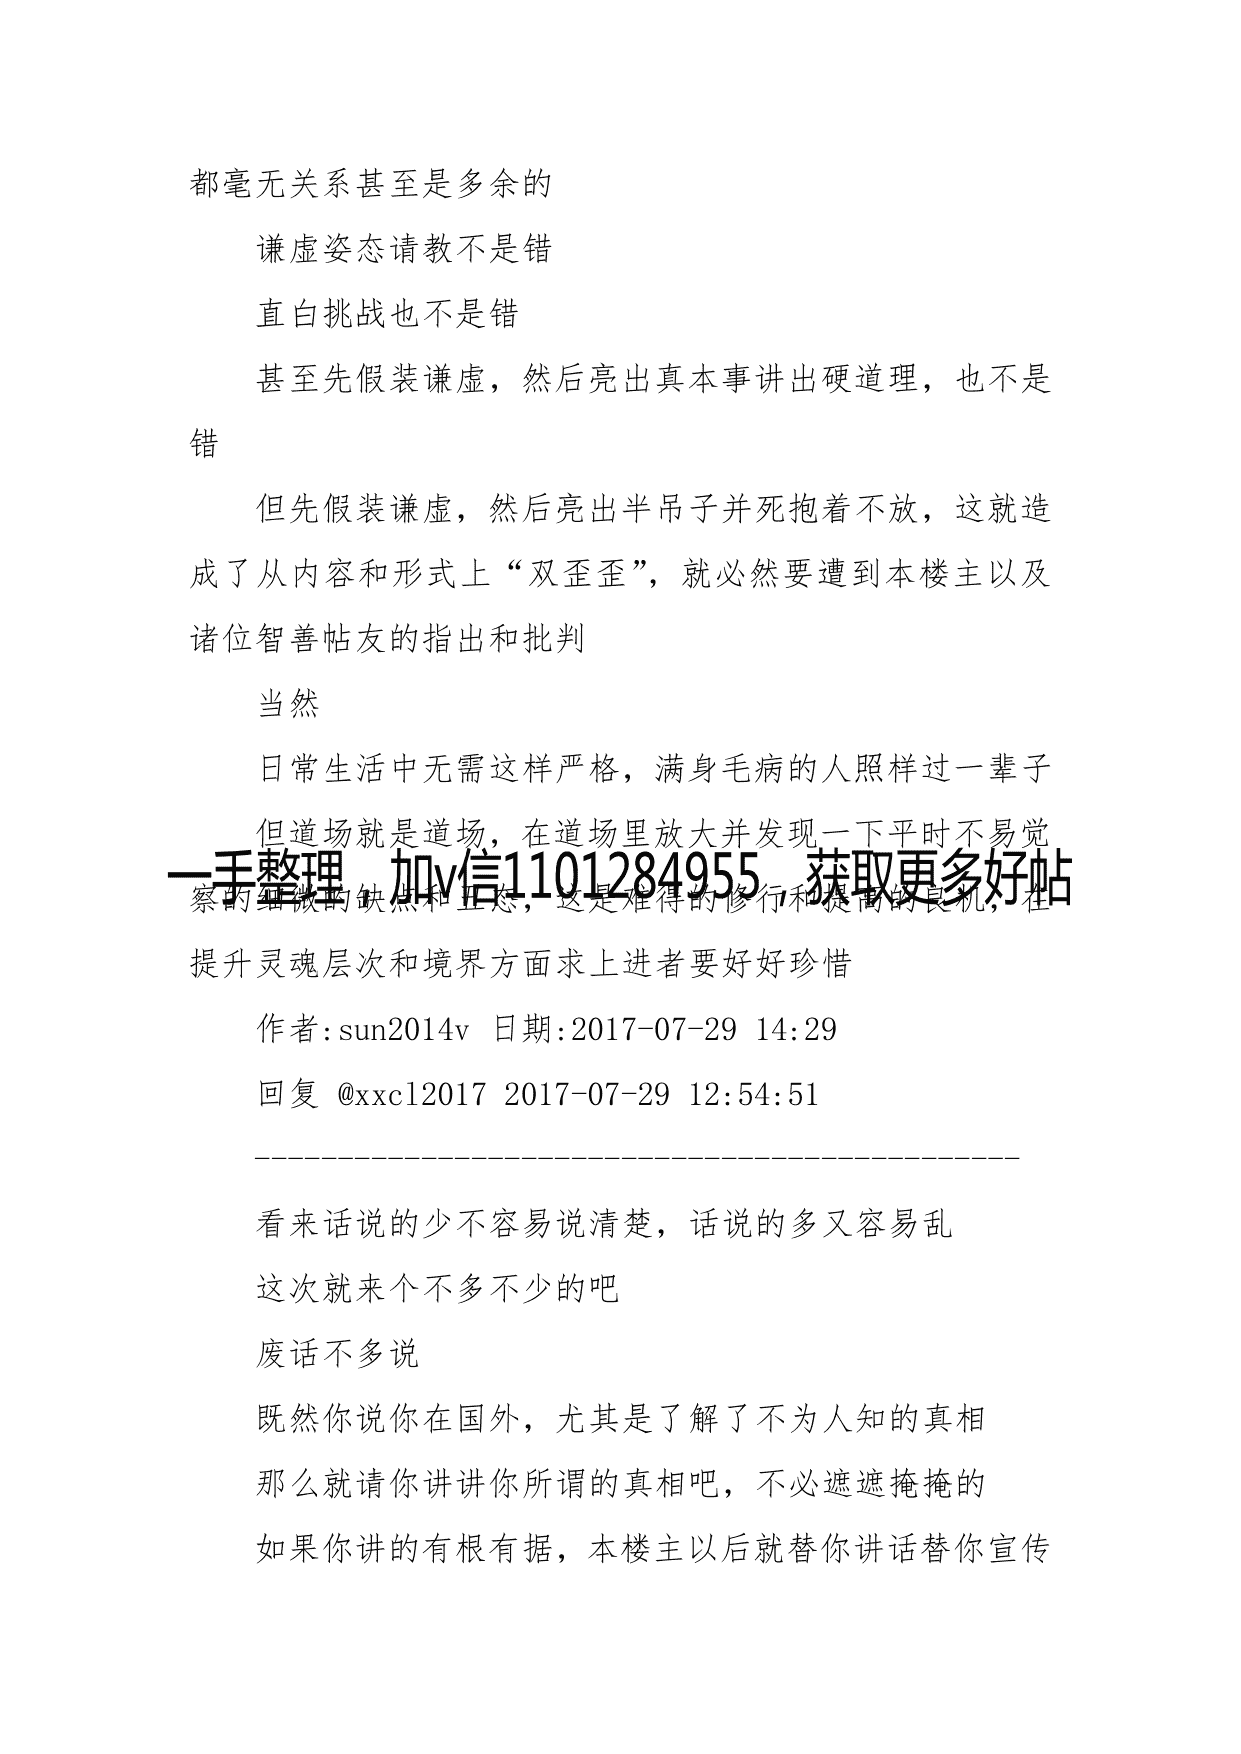 都毫无关系甚至是多余的
谦虚姿态请教不是错
直白挑战也不是错
甚至先假装谦虚，然后亮出真本事讲出硬道理，也不是
错
但先假装谦虚，然后亮出半吊子并死抱着不放，这就造
成了从内容和形式上“双歪歪”，就必然要遭到本楼主以及
诸位智善帖友的指出和批判
当然
日常生活中无需这样严格，满身毛病的人照样过一辈子
但道场就是道场，在道场里放大并发现一下平时不易觉
一手整理，加v信1101284955，获取更多好帖
察的细微的缺点和丑态，这是难得的修行和提高的良机，在
提升灵魂层次和境界方面求上进者要好好珍惜
作者:sun2014v 日期:2017-07-29 14:29
回复 @xxcl2017 2017-07-29 12:54:51
----------------------------------------------
看来话说的少不容易说清楚，话说的多又容易乱
这次就来个不多不少的吧
废话不多说
既然你说你在国外，尤其是了解了不为人知的真相
那么就请你讲讲你所谓的真相吧，不必遮遮掩掩的
如果你讲的有根有据，本楼主以后就替你讲话替你宣传